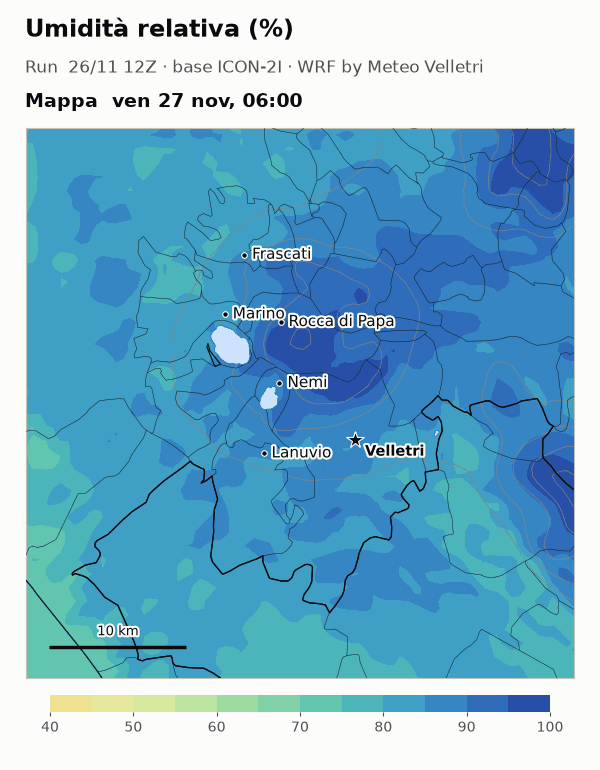 Umidità relativa (%)
Run  26/11 12Z · base ICON-2I · WRF by Meteo Velletri
Mappa  ven 27 nov, 06:00
Frascati
Marino
Rocca di Papa
Nemi
Velletri
Lanuvio
10 km
40 50 60 70 80 90 100